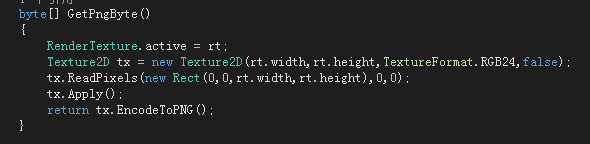 byte[] GetPngByte()
{
RenderTexture.active = rt;
Texture2D tx = new Texture2D(rt.width,rt.height,TextureFormat.RGB24,false);
tx.ReadPixels(new Rect(0,0,rt.width,rt.height),0,0);
tx.Apply();
return tx.EncodeToPNG();
}